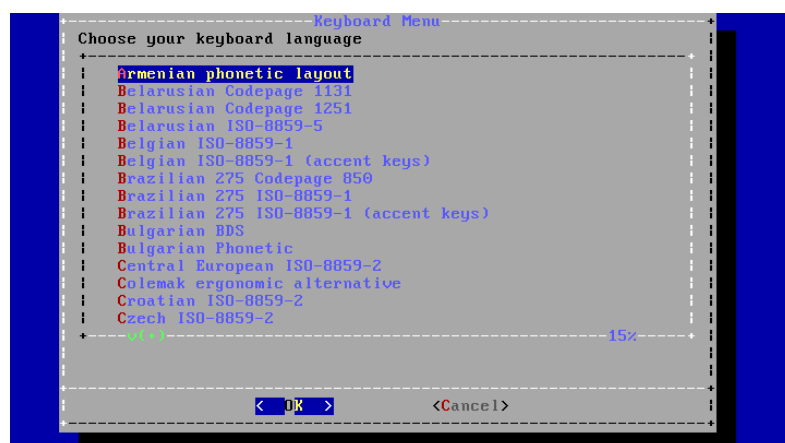 Keyboard Menu
Choose your keyboard language
Armenian phonetic layout
Belarusian Codepage 1131
Belarusian Codepage 1251
Belarusian ISO-8859-5
Belgian ISO-8859-1
Belgian ISO-8859-1 (accent keys)
Brazilian 275 Codepage 850
Brazilian 275 ISO-8859-1
Brazilian 275 ISO-8859-1 (accent keys)
Bulgarian BDS
Bulgarian Phonetic
Central European ISO-8859-2
Colemak ergonomic alternative
Croatian ISO-8859-2
Czech ISO-8859-2
v(+) 15%
< OK > <Cancel>